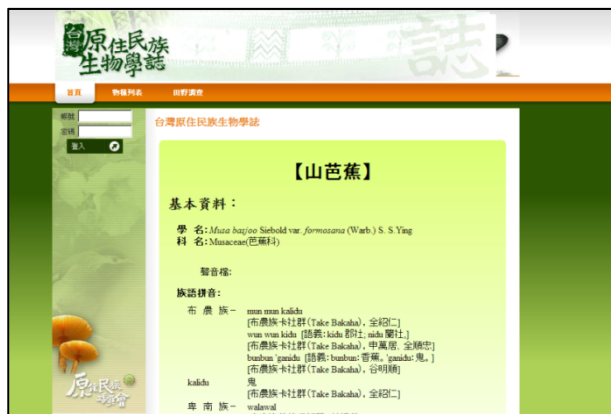 台灣
原住民族
生物學誌
誌
首頁 物種列表 田野調查
帳號
密碼
登入
台灣原住民族生物學誌
【山芭蕉】
基本資料：
學 名:Musa basjoo Siebold var. formosana (Warb.) S. S.Ying
科 名:Musaceae(芭蕉科)
聲音檔:
族語拼音:
布 農 族－ mun mun kalidu
[布農族卡社群(Take Bakaha), 全紹仁]
wun wun kidu [語義: kidu 郡社, nidu 蘭社,]
[布農族卡社群(Take Bakaha), 申萬居, 全順忠]
bunbun 'ganidu [語義: bunbun: 香蕉。'ganidu: 鬼。]
[布農族卡社群(Take Bakaha), 谷明順]
kalidu 鬼
[布農族卡社群(Take Bakaha), 全紹仁]
卑 南 族－ walawal
原住民族